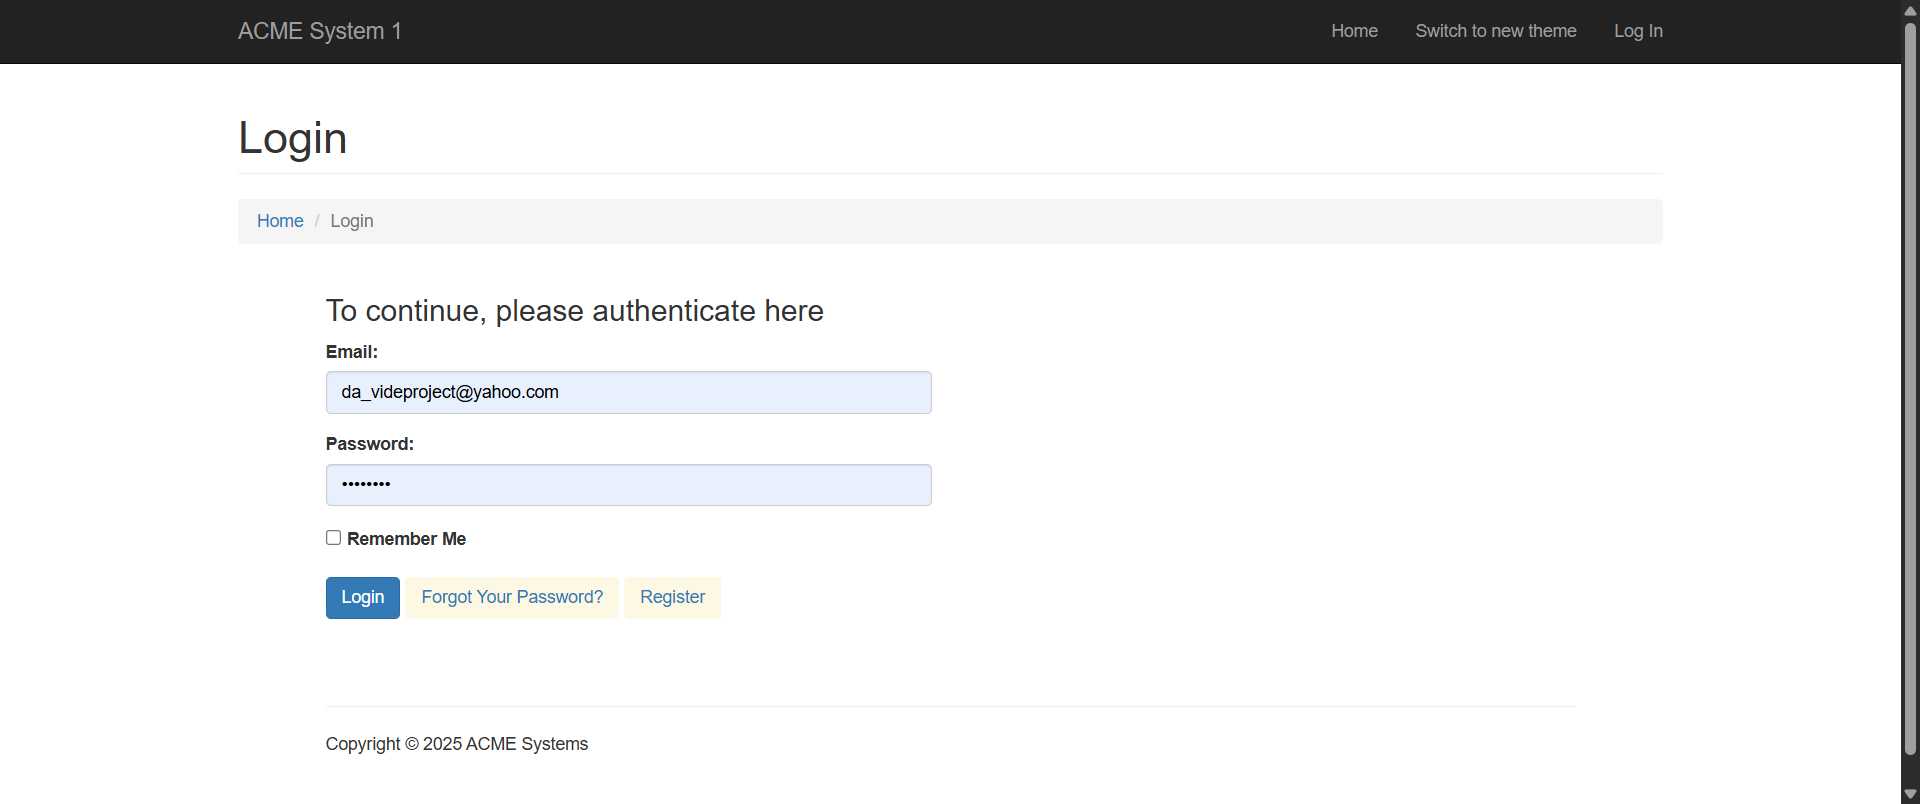 ACME System 1
Home
Switch to new theme
Log In
Login
Home / Login
To continue, please authenticate here
Email:
da_videproject@yahoo.com
Password:
••••••••
Remember Me
Login
Forgot Your Password?
Register
Copyright © 2025 ACME Systems